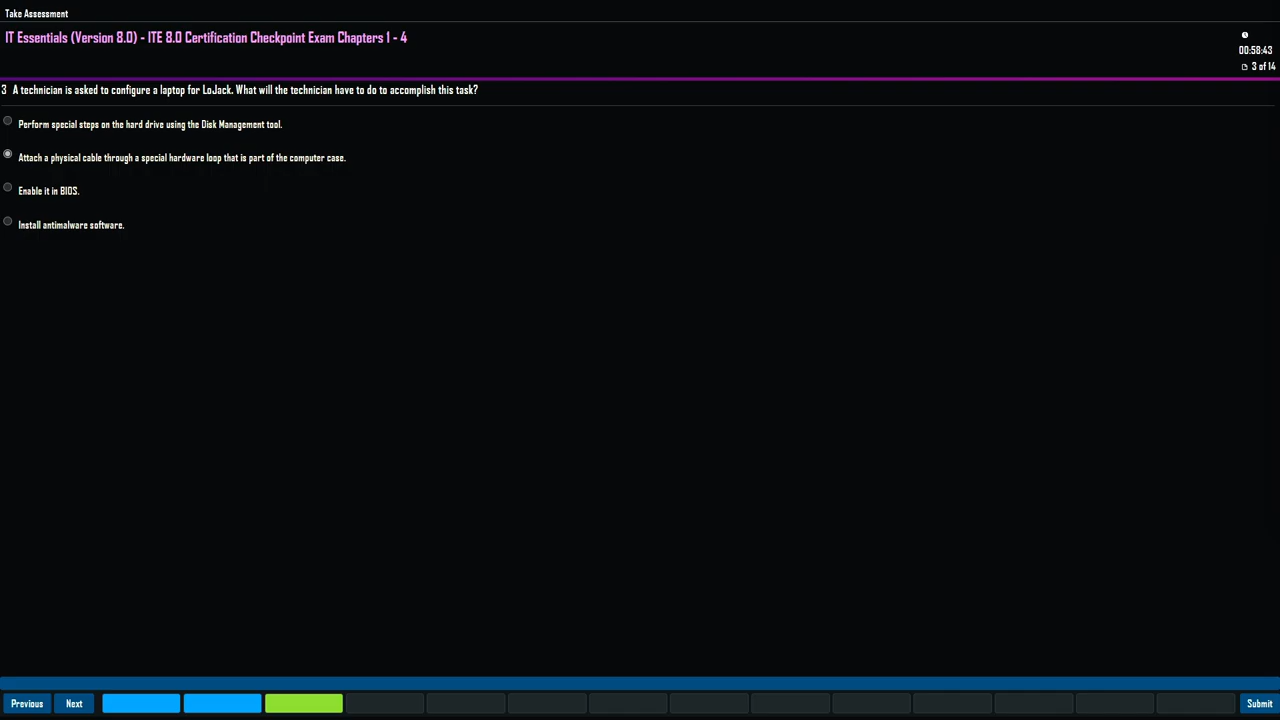 Take Assessment
IT Essentials (Version 8.0) - ITE 8.0 Certification Checkpoint Exam Chapters 1 - 4
00:58:43
3 of 14
3 A technician is asked to configure a laptop for LoJack. What will the technician have to do to accomplish this task?
Perform special steps on the hard drive using the Disk Management tool.
Attach a physical cable through a special hardware loop that is part of the computer case.
Enable it in BIOS.
Install antimalware software.
Previous Next Submit